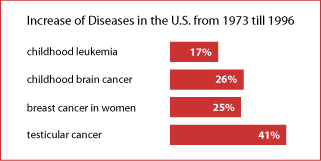 Increase of Diseases in the U.S. from 1973 till 1996
childhood leukemia 17%
childhood brain cancer 26%
breast cancer in women 25%
testicular cancer 41%